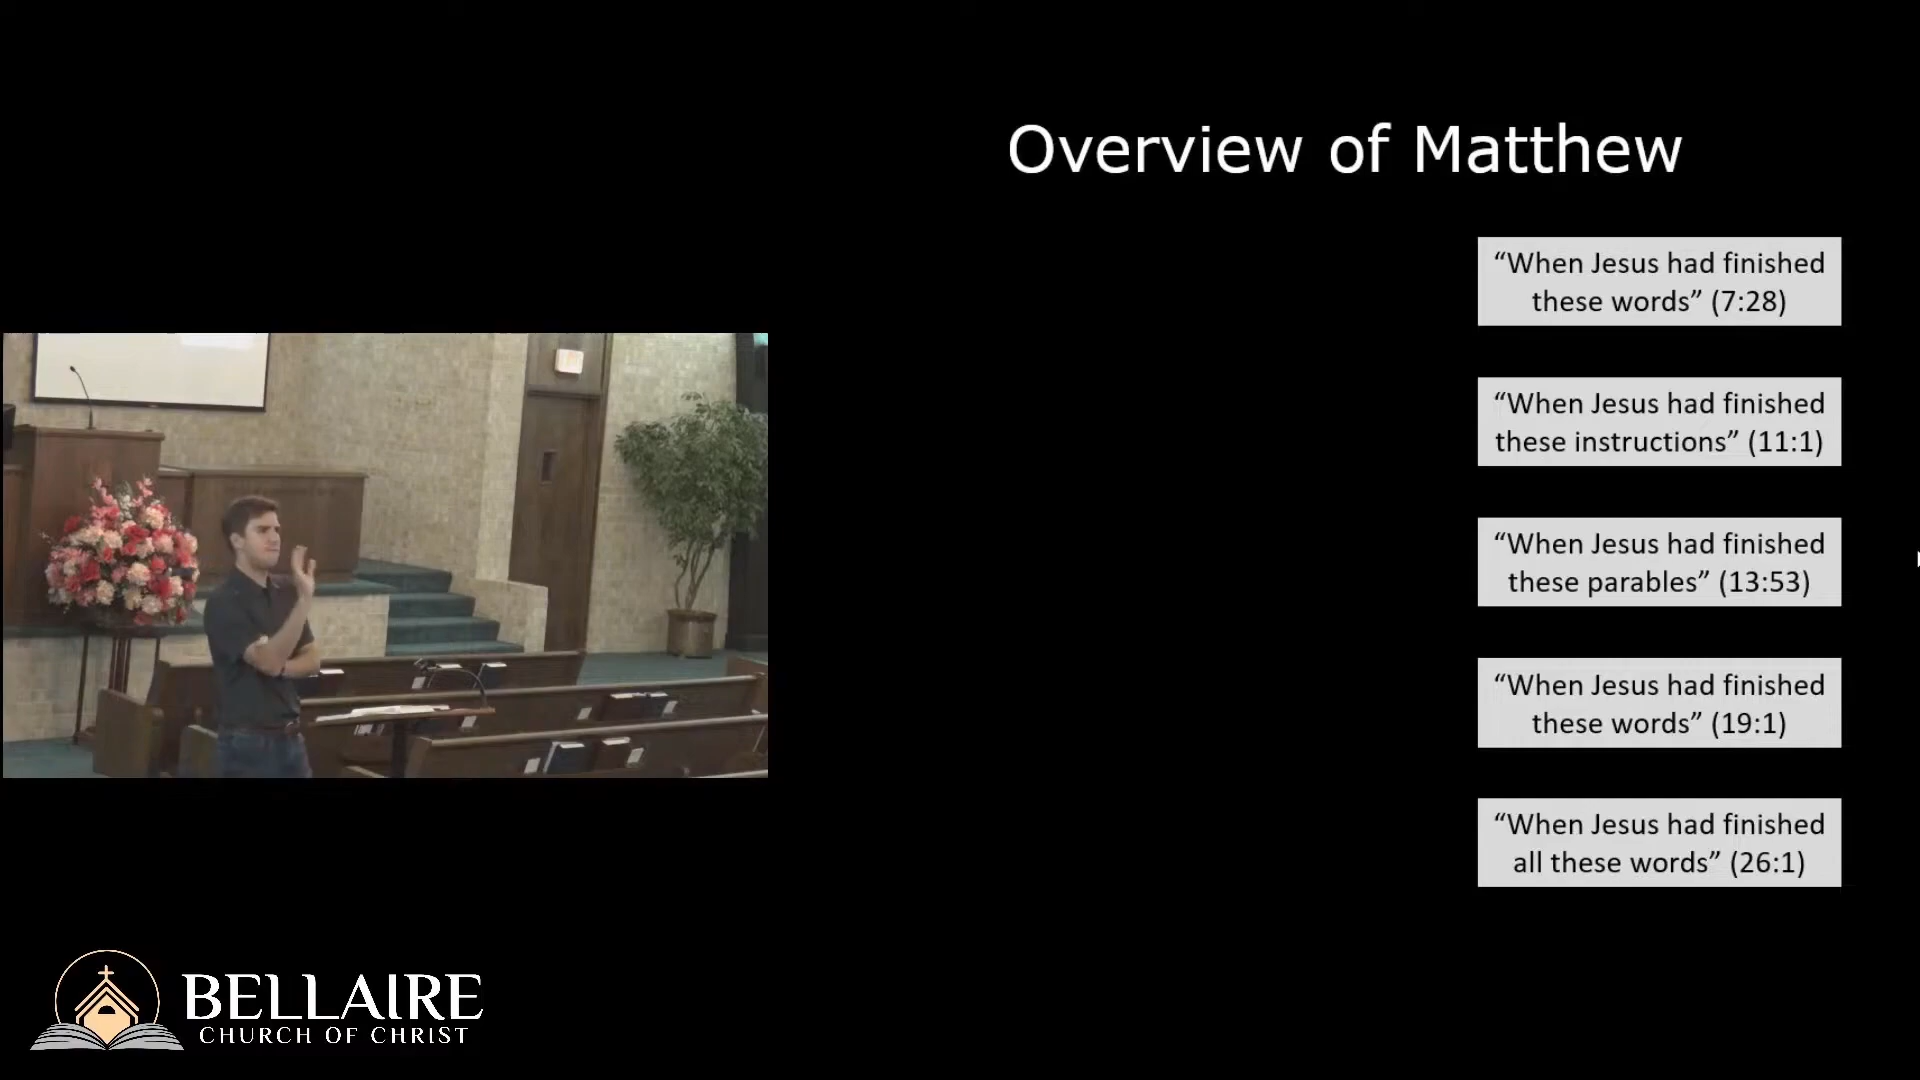 Overview of Matthew
“When Jesus had finished
these words” (7:28)
“When Jesus had finished
these instructions” (11:1)
“When Jesus had finished
these parables” (13:53)
“When Jesus had finished
these words” (19:1)
“When Jesus had finished
all these words” (26:1)
BELLAIRE
CHURCH OF CHRIST